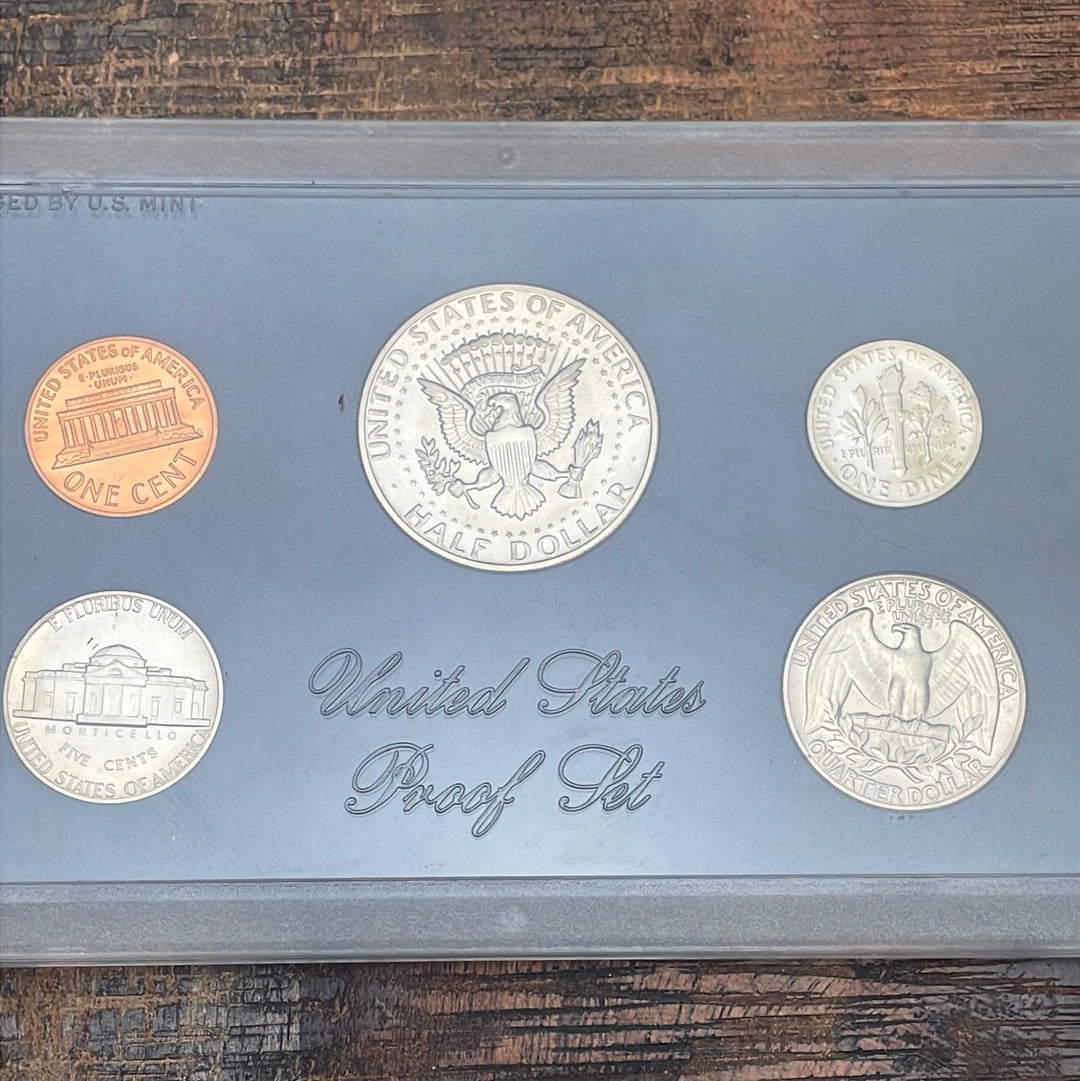 GED BY U.S. MINT
UNITED STATES OF AMERICA
E·PLURIBUS
·UNUM·
ONE CENT
UNITED STATES OF AMERICA
HALF DOLLAR
UNITED STATES OF AMERICA
E PLURIBUS UNUM
·ONE·DIME·
E PLURIBUS UNUM
MONTICELLO
FIVE CENTS
UNITED STATES OF AMERICA
UNITED STATES OF AMERICA
E PLURIBUS
UNUM
QUARTER DOLLAR
United States
Proof Set